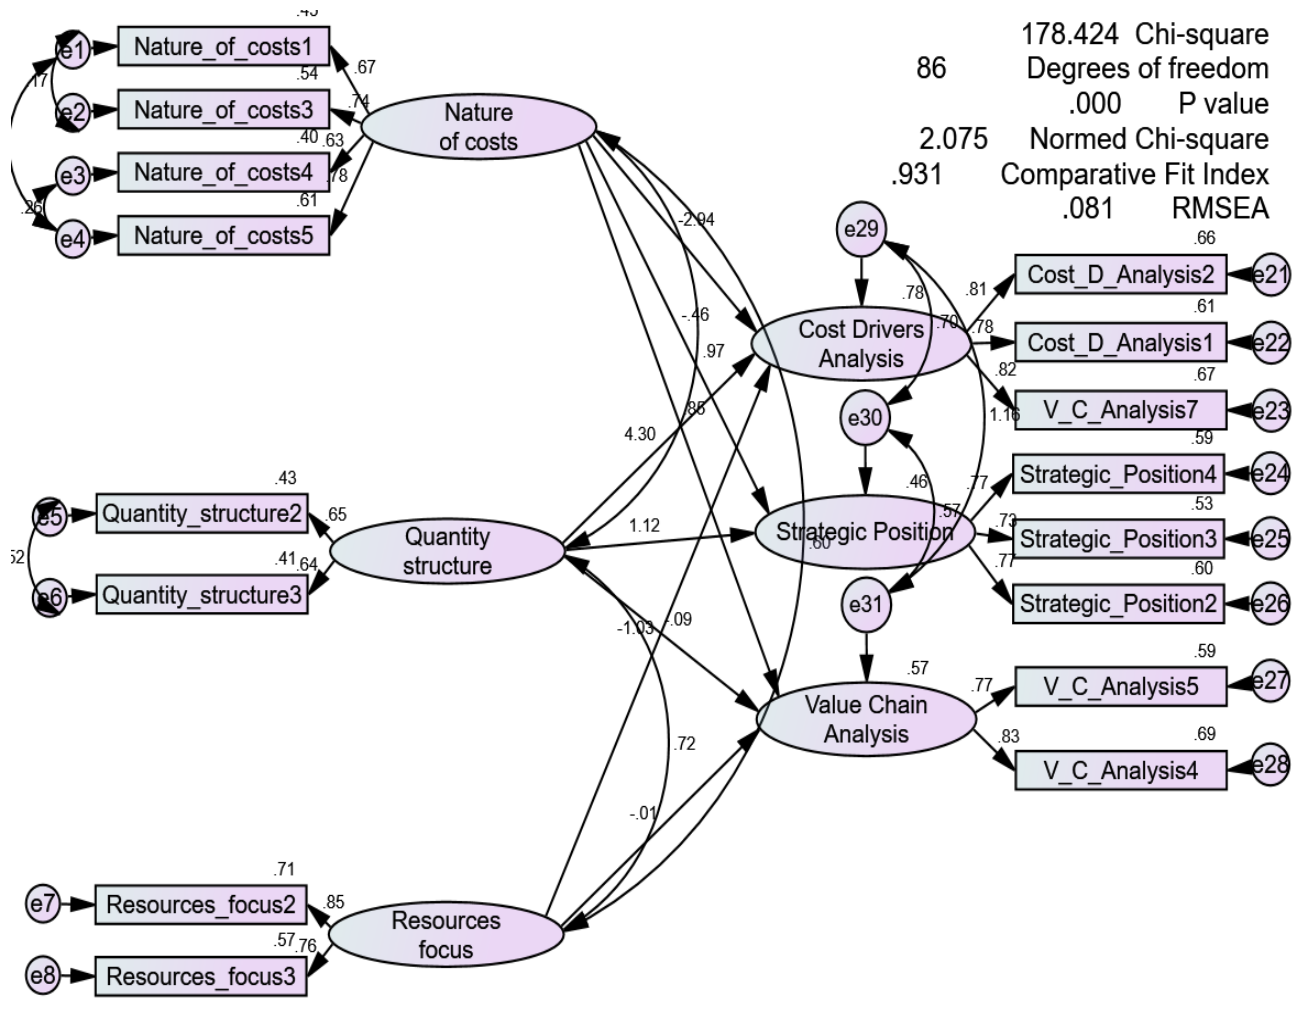 178.424 Chi-square
86 Degrees of freedom
.000 P value
2.075 Normed Chi-square
.931 Comparative Fit Index
.081 RMSEA
e1 Nature_of_costs1 .67
.17
.54
e2 Nature_of_costs3 .74
.40 .63
e3 Nature_of_costs4 .78
.26
.61
e4 Nature_of_costs5
Nature
of costs
-2.94
-.46
.97
.85
4.30
1.12
.60
-1.03
-.09
.72
-.01
.43
e5 Quantity_structure2 .65
.41 .64
e6 Quantity_structure3
Quantity
structure
.71
e7 Resources_focus2 .85
.57 .76
e8 Resources_focus3
Resources
focus
e29
.78
.70
Cost Drivers
Analysis
e30
1.16
.46
.57
Strategic Position
e31
.57
Value Chain
Analysis
.66
.81 Cost_D_Analysis2 e21
.61
.78 Cost_D_Analysis1 e22
.67
.82 V_C_Analysis7 e23
.59
.77 Strategic_Position4 e24
.53
.73 Strategic_Position3 e25
.60
.77 Strategic_Position2 e26
.59
.77 V_C_Analysis5 e27
.69
.83 V_C_Analysis4 e28